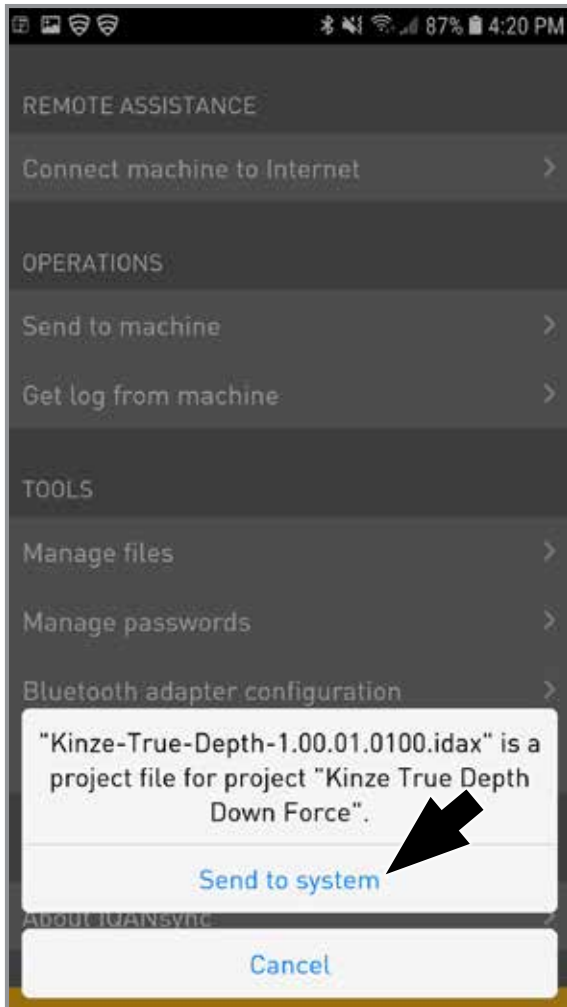 87% 4:20 PM
REMOTE ASSISTANCE
Connect machine to Internet
OPERATIONS
Send to machine
Get log from machine
TOOLS
Manage files
Manage passwords
Bluetooth adapter configuration
"Kinze-True-Depth-1.00.01.0100.idax" is a
project file for project "Kinze True Depth
Down Force".
Send to system
About IQANsync
Cancel